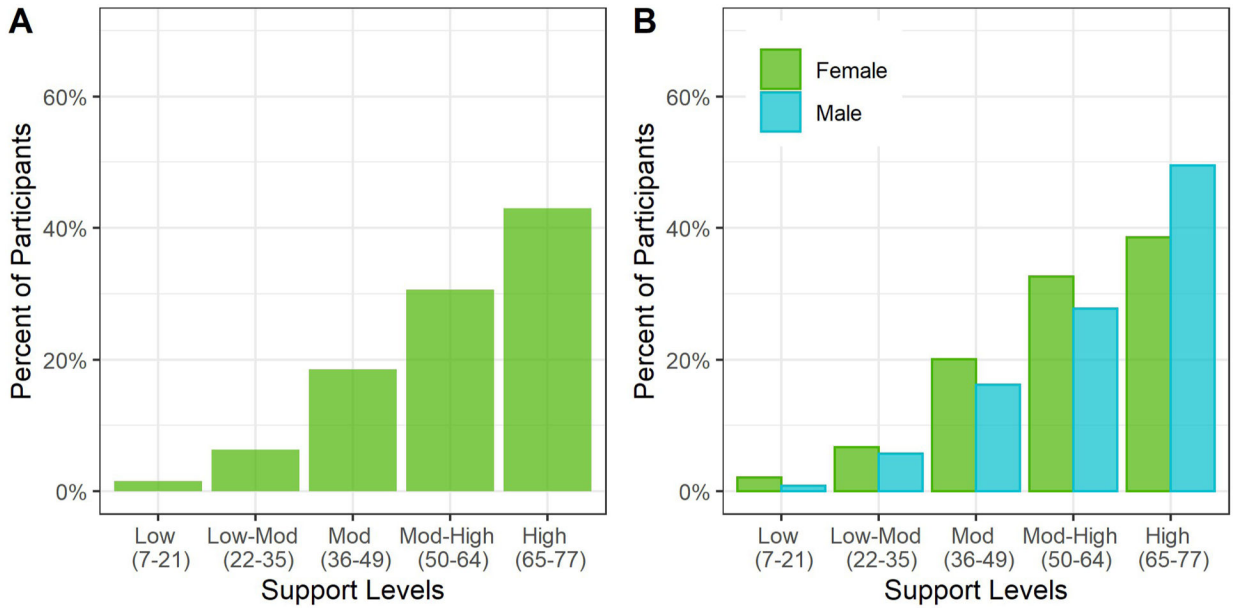 A
Percent of Participants
60%
40%
20%
0%
Low Low-Mod Mod Mod-High High
(7-21) (22-35) (36-49) (50-64) (65-77)
Support Levels
B
Female
Male
Percent of Participants
60%
40%
20%
0%
Low Low-Mod Mod Mod-High High
(7-21) (22-35) (36-49) (50-64) (65-77)
Support Levels